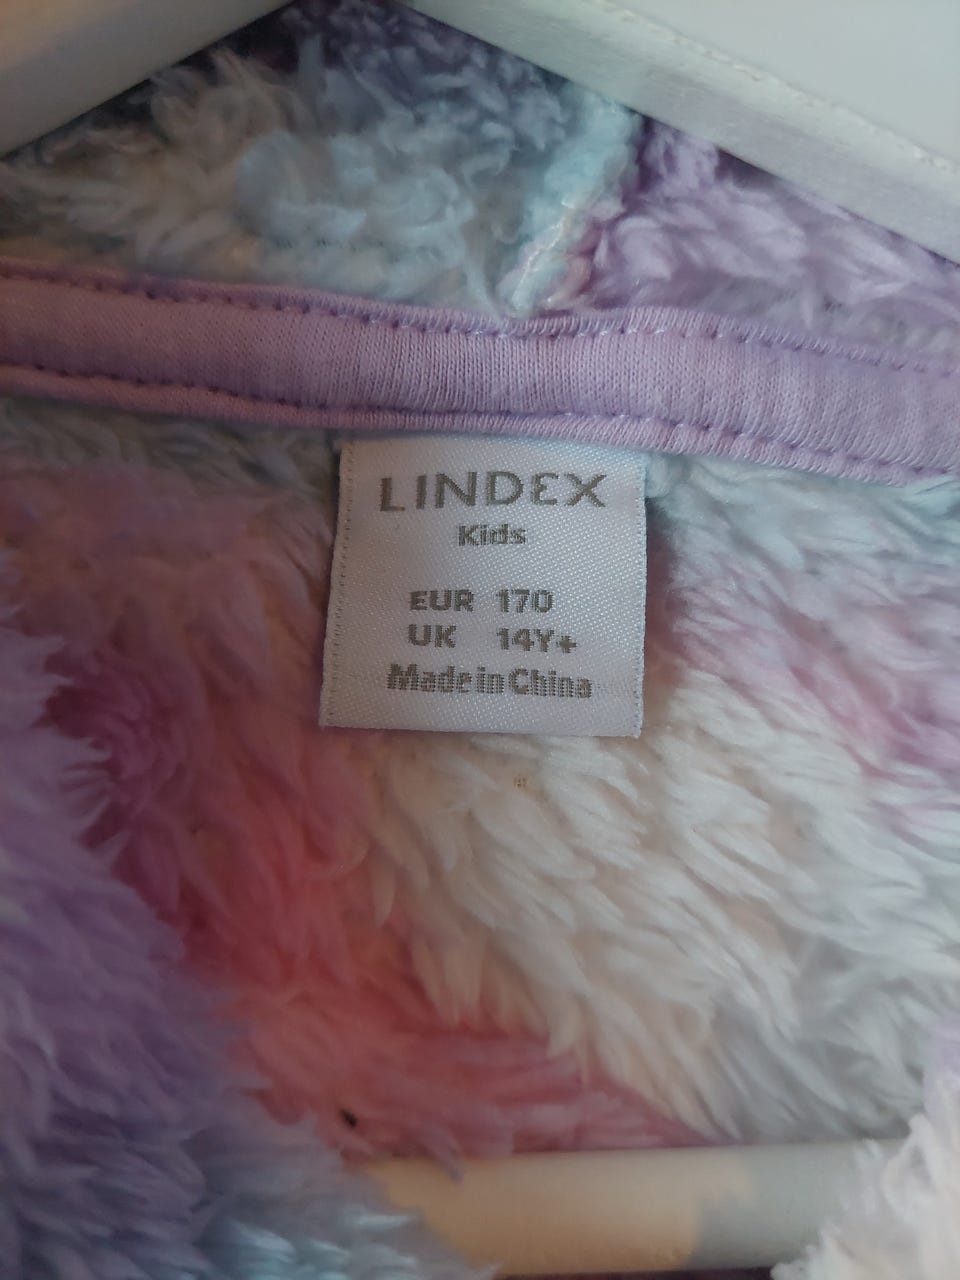 LINDEX
Kids
EUR 170
UK 14Y+
Made in China